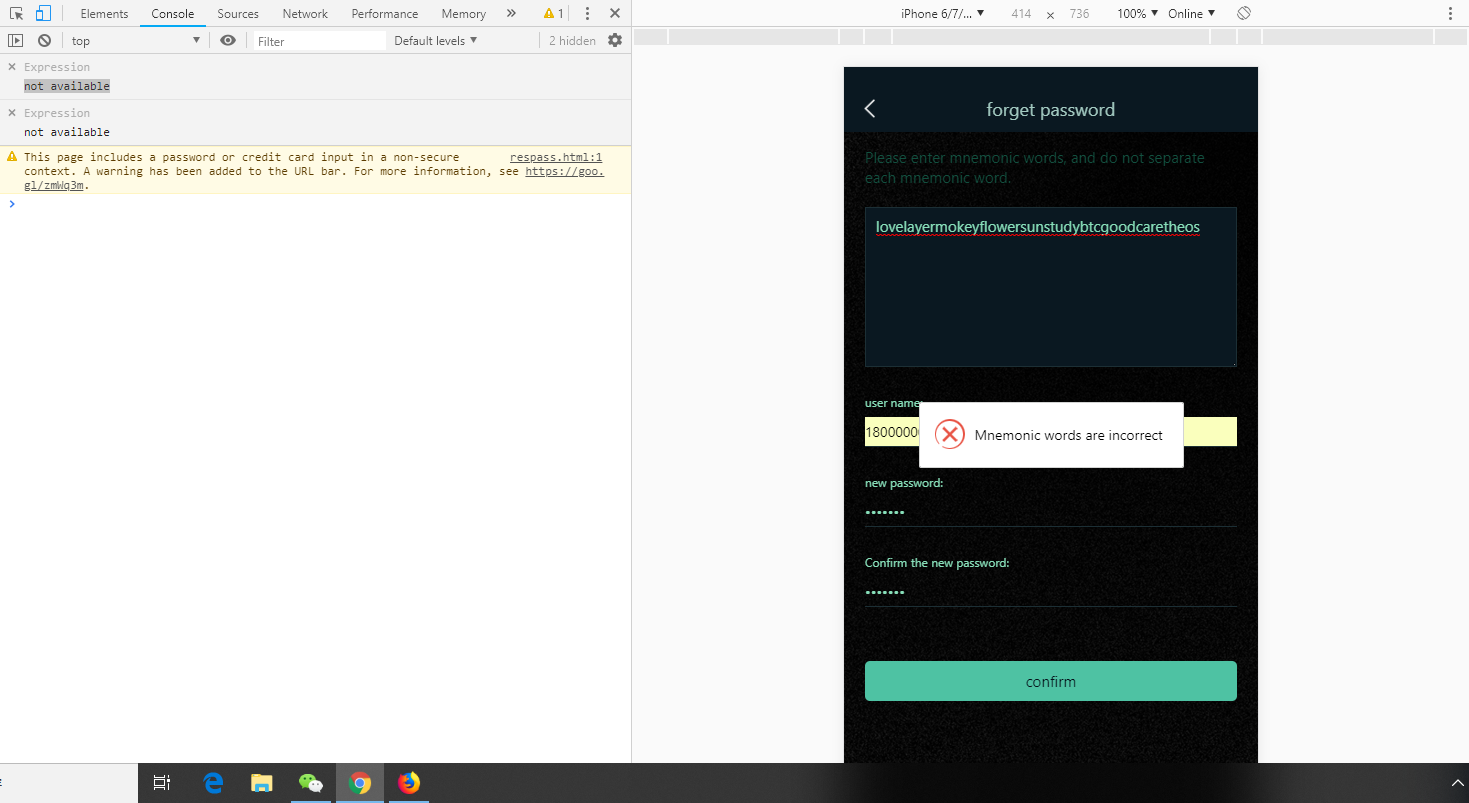 Elements Console Sources Network Performance Memory » 1
top Filter Default levels 2 hidden
Expression
not available
Expression
not available
This page includes a password or credit card input in a non-secure respass.html:1
context. A warning has been added to the URL bar. For more information, see https://goo.
gl/zmWq3m.
iPhone 6/7/... 414 x 736 100% Online
forget password
Please enter mnemonic words, and do not separate
each mnemonic word.
lovelayermokeyflowersunstudybtcgoodcaretheos
user name:
1800000
Mnemonic words are incorrect
new password:
•••••••
Confirm the new password:
•••••••
confirm